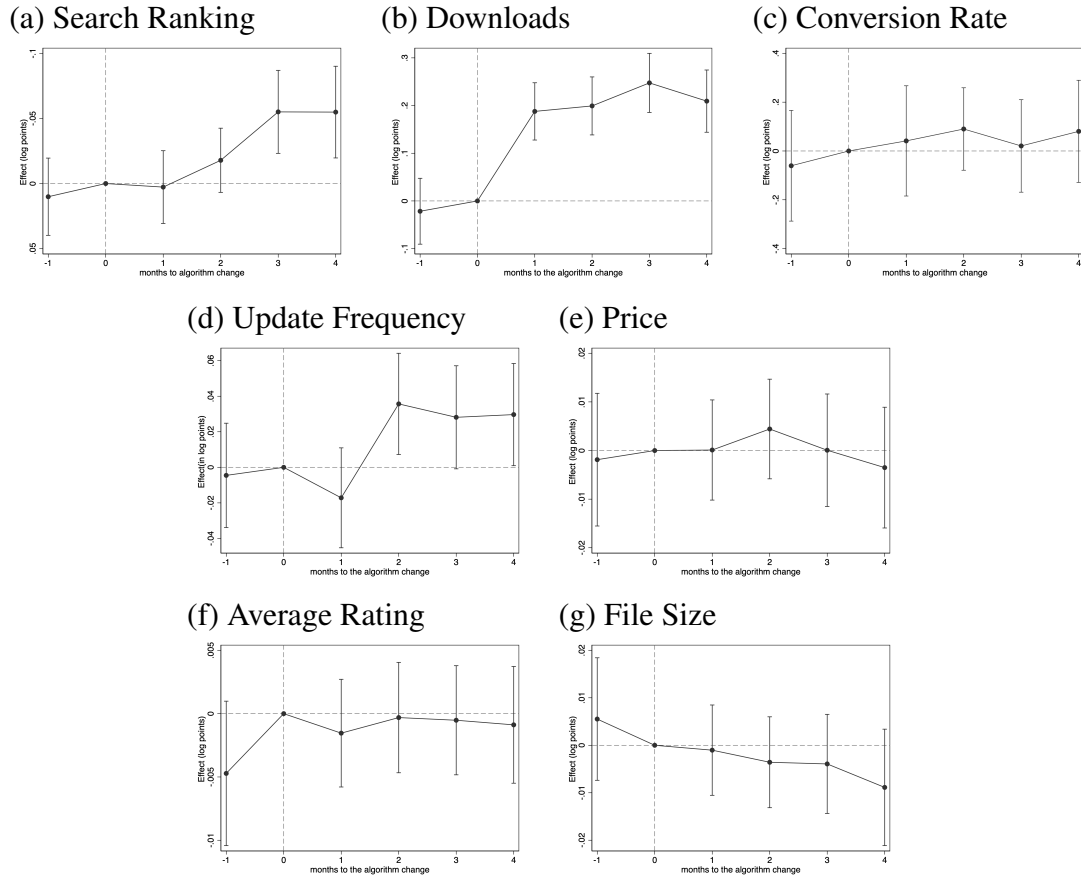 (a) Search Ranking
(b) Downloads
(c) Conversion Rate
Effect (log points)
-.1
-.05
0
.05
-1 0 1 2 3 4
months to algorithm change
Effect (log points)
.3
.2
.1
0
-.1
-1 0 1 2 3 4
months to the algorithm change
Effect (log points)
.4
.2
0
-.2
-.4
-1 0 1 2 3 4
months to algorithm change
(d) Update Frequency
(e) Price
Effect(in log points)
.06
.04
.02
0
-.02
-.04
-1 0 1 2 3 4
months to the algorithm change
Effect (log points)
.02
.01
0
-.01
-.02
-1 0 1 2 3 4
months to the algorithm change
(f) Average Rating
(g) File Size
Effect (log points)
.005
0
-.005
-.01
-1 0 1 2 3 4
months to the algorithm change
Effect (log points)
.02
.01
0
-.01
-.02
-1 0 1 2 3 4
months to the algorithm change